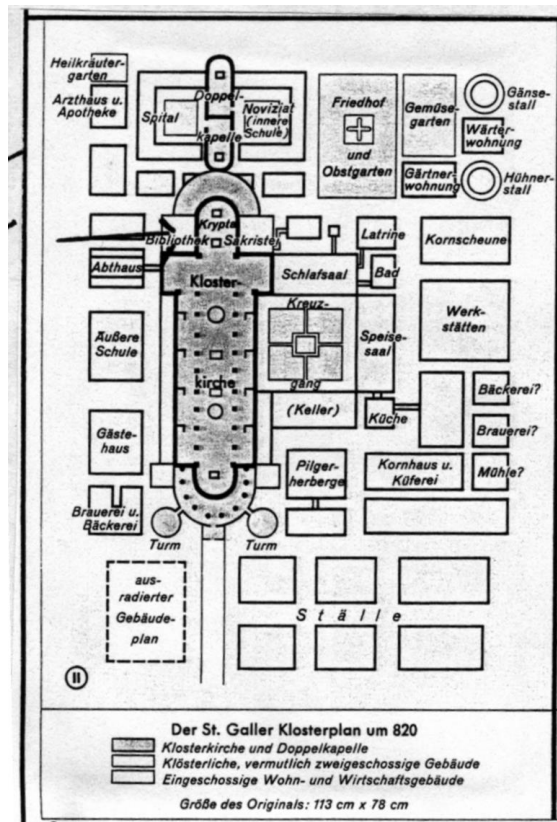 Heilkräuter-
garten
Arzthaus u.
Apotheke
Spital
Doppel-
kapelle
Noviziat
(innere
Schule)
Friedhof
und
Obstgarten
Gemüse-
garten
Gänse-
stall
Wärter-
wohnung
Gärtner-
wohnung
Hühner-
stall
Krypta
Bibliothek
Sakristei
Latrine
Kornscheune
Abthaus
Kloster-
kirche
Schlafsaal
Bad
Kreuz-
gang
Speise-
saal
Werk-
stätten
Äußere
Schule
(Keller)
Küche
Bäckerei?
Brauerei?
Mühle?
Gäste-
haus
Pilger-
herberge
Kornhaus u.
Küferei
Brauerei u.
Bäckerei
Turm
Turm
aus-
radierter
Gebäude-
plan
Ställe
II
Der St. Galler Klosterplan um 820
Klosterkirche und Doppelkapelle
Klösterliche, vermutlich zweigeschossige Gebäude
Eingeschossige Wohn- und Wirtschaftsgebäude
Größe des Originals: 113 cm x 78 cm